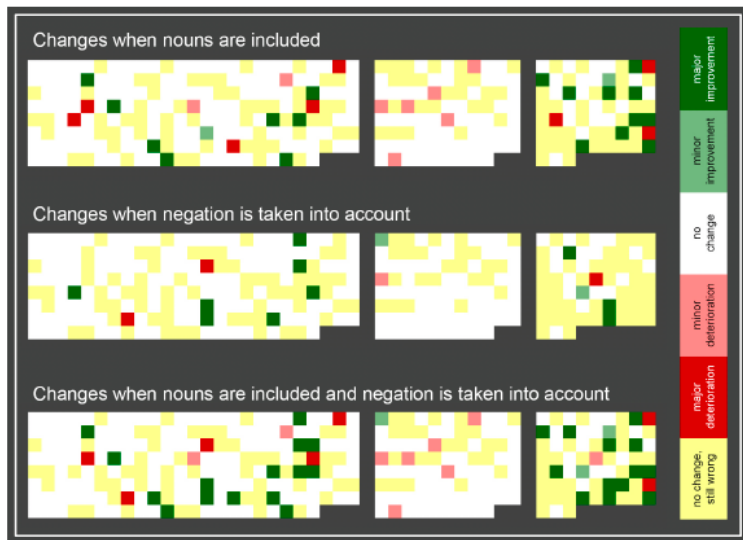 Changes when nouns are included
Changes when negation is taken into account
Changes when nouns are included and negation is taken into account
major
improvement
minor
improvement
no
change
minor
deterioration
major
deterioration
no change,
still wrong